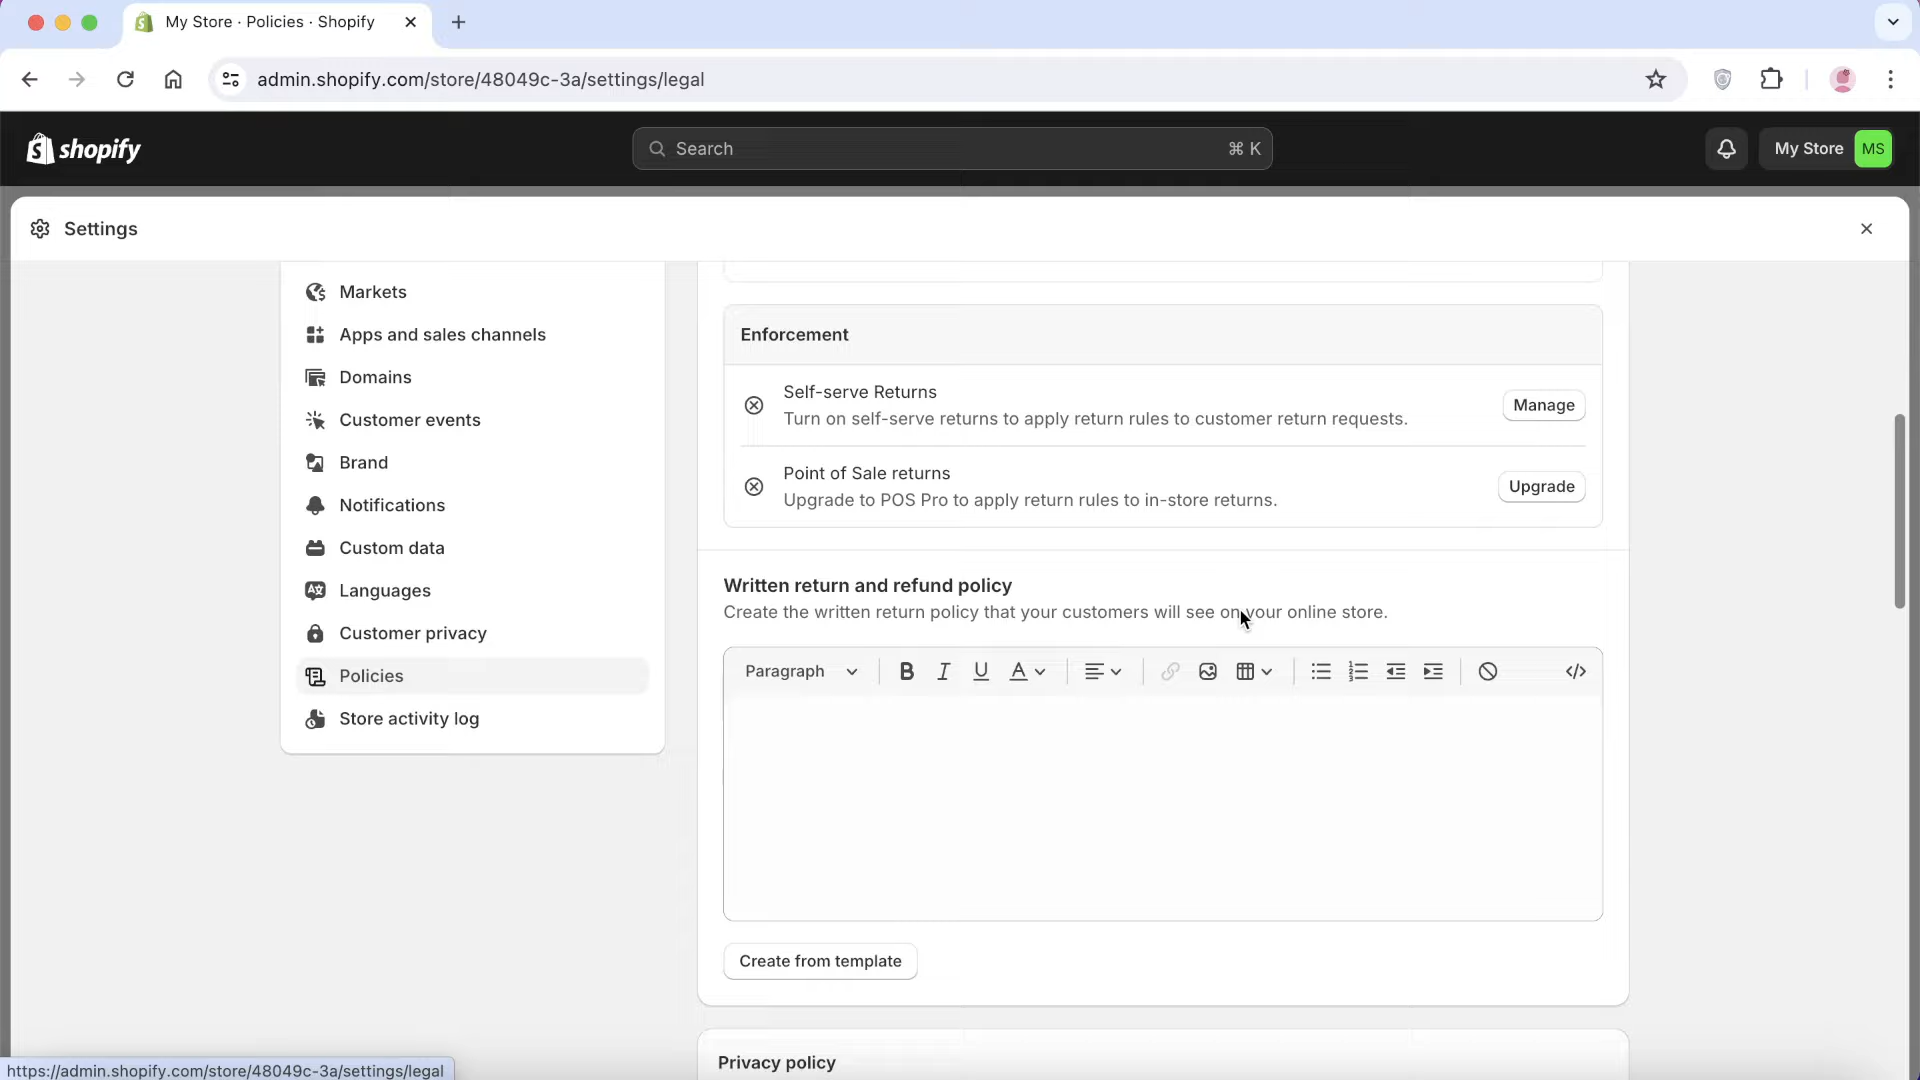 My Store · Policies · Shopify
admin.shopify.com/store/48049c-3a/settings/legal
shopify
Search
⌘ K
My Store
MS
Settings
Markets
Apps and sales channels
Domains
Customer events
Brand
Notifications
Custom data
Languages
Customer privacy
Policies
Store activity log
Enforcement
Self-serve Returns
Turn on self-serve returns to apply return rules to customer return requests.
Manage
Point of Sale returns
Upgrade to POS Pro to apply return rules to in-store returns.
Upgrade
Written return and refund policy
Create the written return policy that your customers will see on your online store.
Paragraph
Create from template
Privacy policy
https://admin.shopify.com/store/48049c-3a/settings/legal